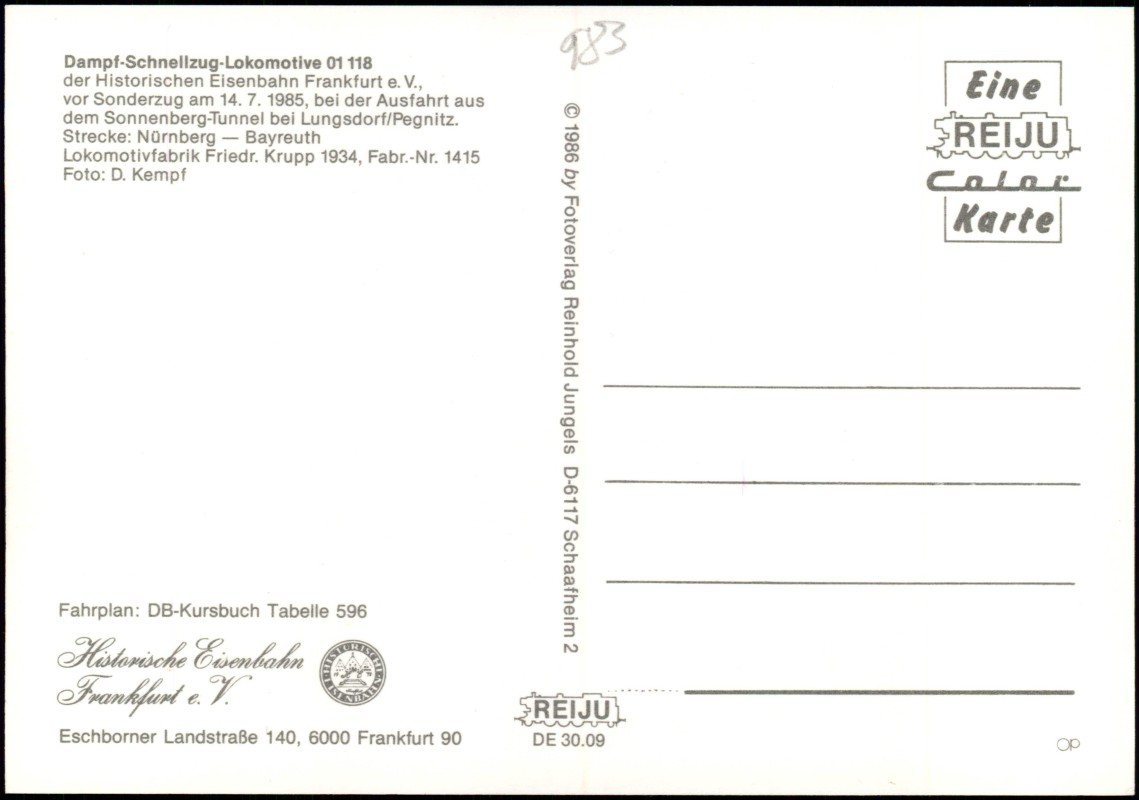 Dampf-Schnellzug-Lokomotive 01 118
der Historischen Eisenbahn Frankfurt e. V.,
vor Sonderzug am 14. 7. 1985, bei der Ausfahrt aus
dem Sonnenberg-Tunnel bei Lungsdorf/Pegnitz.
Strecke: Nürnberg — Bayreuth
Lokomotivfabrik Friedr. Krupp 1934, Fabr.-Nr. 1415
Foto: D. Kempf
983
© 1986 by Fotoverlag Reinhold Jungels D-6117 Schaafheim 2
Eine
REIJU
Color
Karte
Fahrplan: DB-Kursbuch Tabelle 596
Historische Eisenbahn
Frankfurt e. V.
HISTORISCHE EISENBAHN
Eschborner Landstraße 140, 6000 Frankfurt 90
REIJU
DE 30.09
OP